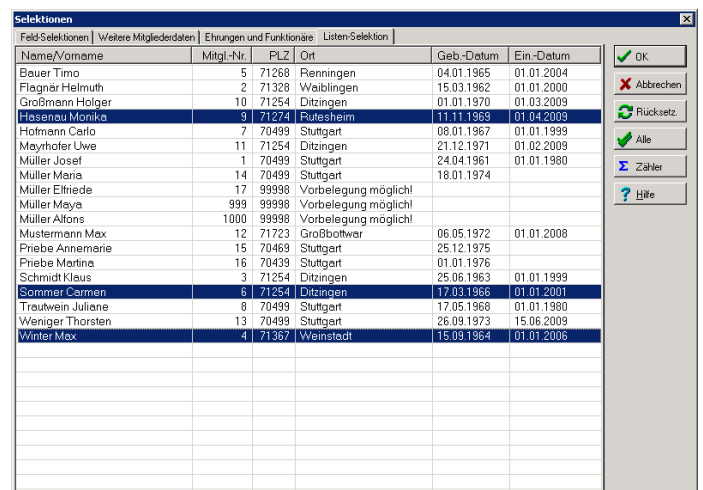 Selektionen
Feld-Selektionen Weitere Mitgliederdaten Ehrungen und Funktionäre Listen-Selektion
Name/Vorname Mitgl.-Nr. PLZ Ort Geb.-Datum Ein.-Datum
Bauer Timo 5 71268 Renningen 04.01.1965 01.01.2004
Flagnär Helmuth 2 71328 Waiblingen 15.03.1962 01.01.2000
Großmann Holger 10 71254 Ditzingen 01.01.1970 01.03.2009
Hasenau Monika 9 71274 Rutesheim 11.11.1969 01.04.2009
Hofmann Carlo 7 70499 Stuttgart 08.01.1967 01.01.1999
Mayrhofer Uwe 11 71254 Ditzingen 21.12.1971 01.02.2009
Müller Josef 1 70499 Stuttgart 24.04.1961 01.01.1980
Müller Maria 14 70499 Stuttgart 18.01.1974
Müller Elfriede 17 99998 Vorbelegung möglich!
Müller Maya 999 99998 Vorbelegung möglich!
Müller Alfons 1000 99998 Vorbelegung möglich!
Mustermann Max 12 71723 Großbottwar 06.05.1972 01.01.2008
Priebe Annemarie 15 70469 Stuttgart 25.12.1975
Priebe Martina 16 70439 Stuttgart 01.01.1976
Schmidt Klaus 3 71254 Ditzingen 25.06.1963 01.01.1999
Sommer Carmen 6 71254 Ditzingen 17.03.1966 01.01.2001
Trautwein Juliane 8 70499 Stuttgart 17.05.1968 01.01.1980
Weniger Thorsten 13 70499 Stuttgart 26.09.1973 15.06.2009
Winter Max 4 71367 Weinstadt 15.09.1964 01.01.2006
OK
Abbrechen
Rücksetz.
Alle
Σ Zähler
? Hilfe